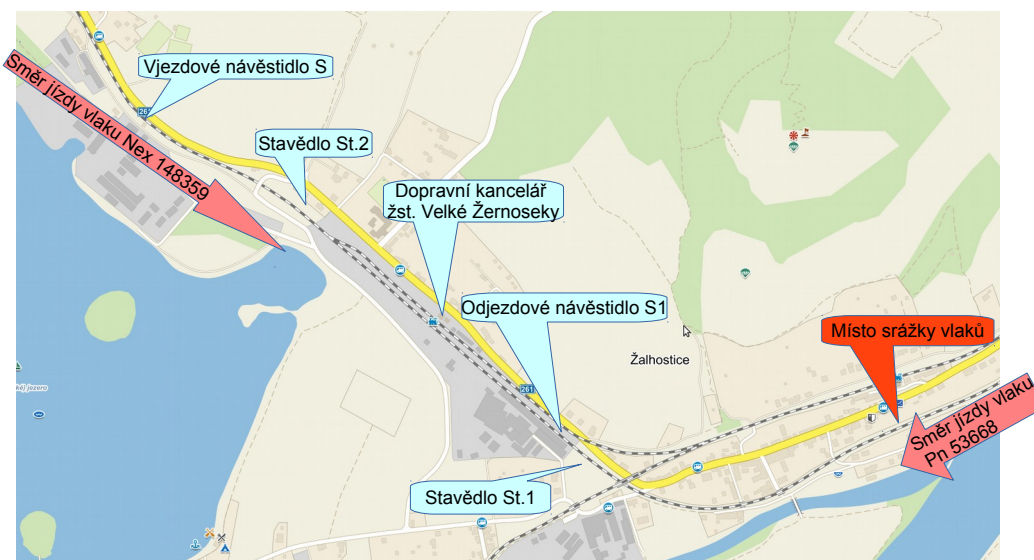 Vjezdové návěstidlo S
Směr jízdy vlaku Nex 148359
261
Stavědlo St.2
Dopravní kancelář
žst. Velké Žernoseky
Odjezdové návěstidlo S1
Místo srážky vlaků
Žalhostice
261
Směr jízdy vlaku
Pn 53668
Stavědlo St.1
jezero